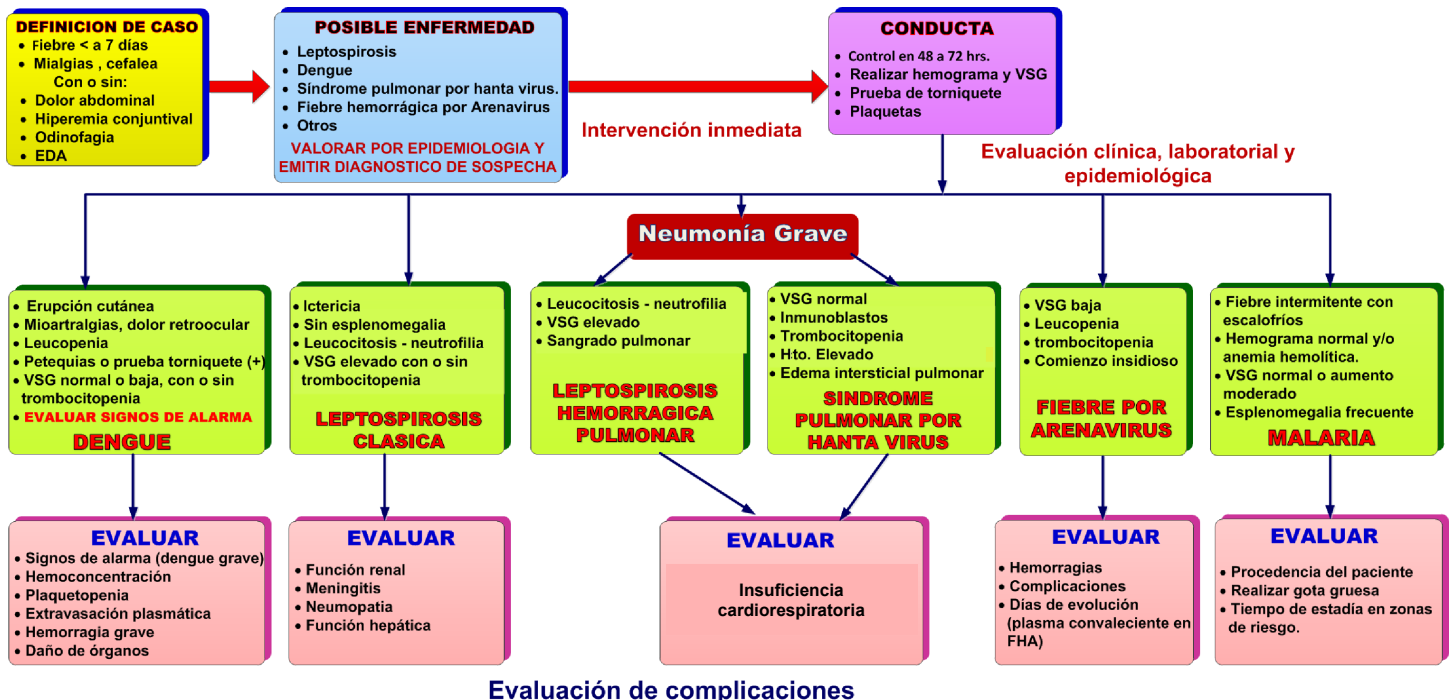 DEFINICION DE CASO
• Fiebre < a 7 días
• Mialgias , cefalea
Con o sin:
• Dolor abdominal
• Hiperemia conjuntival
• Odinofagia
• EDA
POSIBLE ENFERMEDAD
• Leptospirosis
• Dengue
• Síndrome pulmonar por hanta virus.
• Fiebre hemorrágica por Arenavirus
• Otros
VALORAR POR EPIDEMIOLOGIA Y
EMITIR DIAGNOSTICO DE SOSPECHA
Intervención inmediata
CONDUCTA
• Control en 48 a 72 hrs.
• Realizar hemograma y VSG
• Prueba de torniquete
• Plaquetas
Evaluación clínica, laboratorial y
epidemiológica
Neumonía Grave
• Erupción cutánea
• Mioartralgias, dolor retroocular
• Leucopenia
• Petequias o prueba torniquete (+)
• VSG normal o baja, con o sin
trombocitopenia
• EVALUAR SIGNOS DE ALARMA
DENGUE
• Ictericia
• Sin esplenomegalia
• Leucocitosis - neutrofilia
• VSG elevado con o sin
trombocitopenia
LEPTOSPIROSIS
CLASICA
• Leucocitosis - neutrofilia
• VSG elevado
• Sangrado pulmonar
LEPTOSPIROSIS
HEMORRAGICA
PULMONAR
• VSG normal
• Inmunoblastos
• Trombocitopenia
• Hto. Elevado
• Edema intersticial pulmonar
SINDROME
PULMONAR POR
HANTA VIRUS
• VSG baja
• Leucopenia
• trombocitopenia
• Comienzo insidioso
FIEBRE POR
ARENAVIRUS
• Fiebre intermitente con
escalofríos
• Hemograma normal y/o
anemia hemolítica.
• VSG normal o aumento
moderado
• Esplenomegalia frecuente
MALARIA
EVALUAR
• Signos de alarma (dengue grave)
• Hemoconcentración
• Plaquetopenia
• Extravasación plasmática
• Hemorragia grave
• Daño de órganos
EVALUAR
• Función renal
• Meningitis
• Neumopatia
• Función hepática
EVALUAR
Insuficiencia
cardiorespiratoria
EVALUAR
• Hemorragias
• Complicaciones
• Días de evolución
(plasma convaleciente en
FHA)
EVALUAR
• Procedencia del paciente
• Realizar gota gruesa
• Tiempo de estadía en zonas
de riesgo.
Evaluación de complicaciones